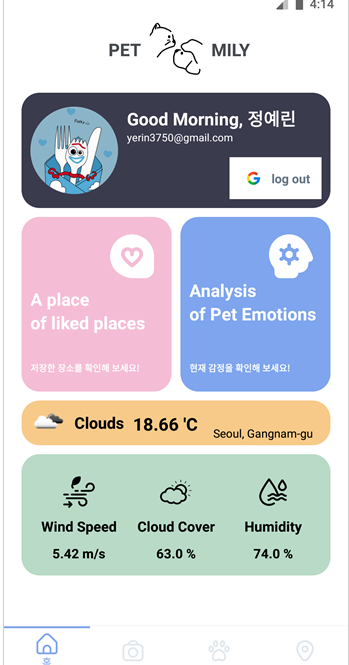 4:14
PET MILY
Good Morning, 정예린
yerin3750@gmail.com
log out
A place
of liked places
저장한 장소를 확인해 보세요!
Analysis
of Pet Emotions
현재 감정을 확인해 보세요!
Clouds 18.66 'C
Seoul, Gangnam-gu
Wind Speed Cloud Cover Humidity
5.42 m/s 63.0 % 74.0 %
홈